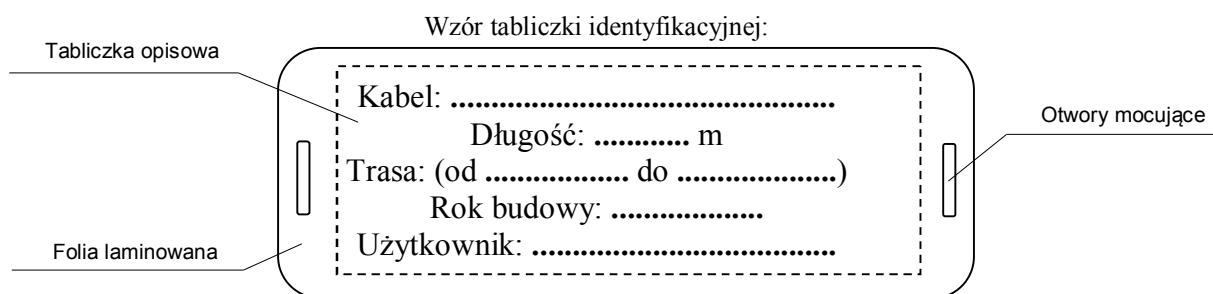 Wzór tabliczki identyfikacyjnej:
Tabliczka opisowa
Kabel: .................................................
Długość: ............ m
Trasa: (od .................. do ....................)
Rok budowy: ...................
Użytkownik: ......................................
Otwory mocujące
Folia laminowana